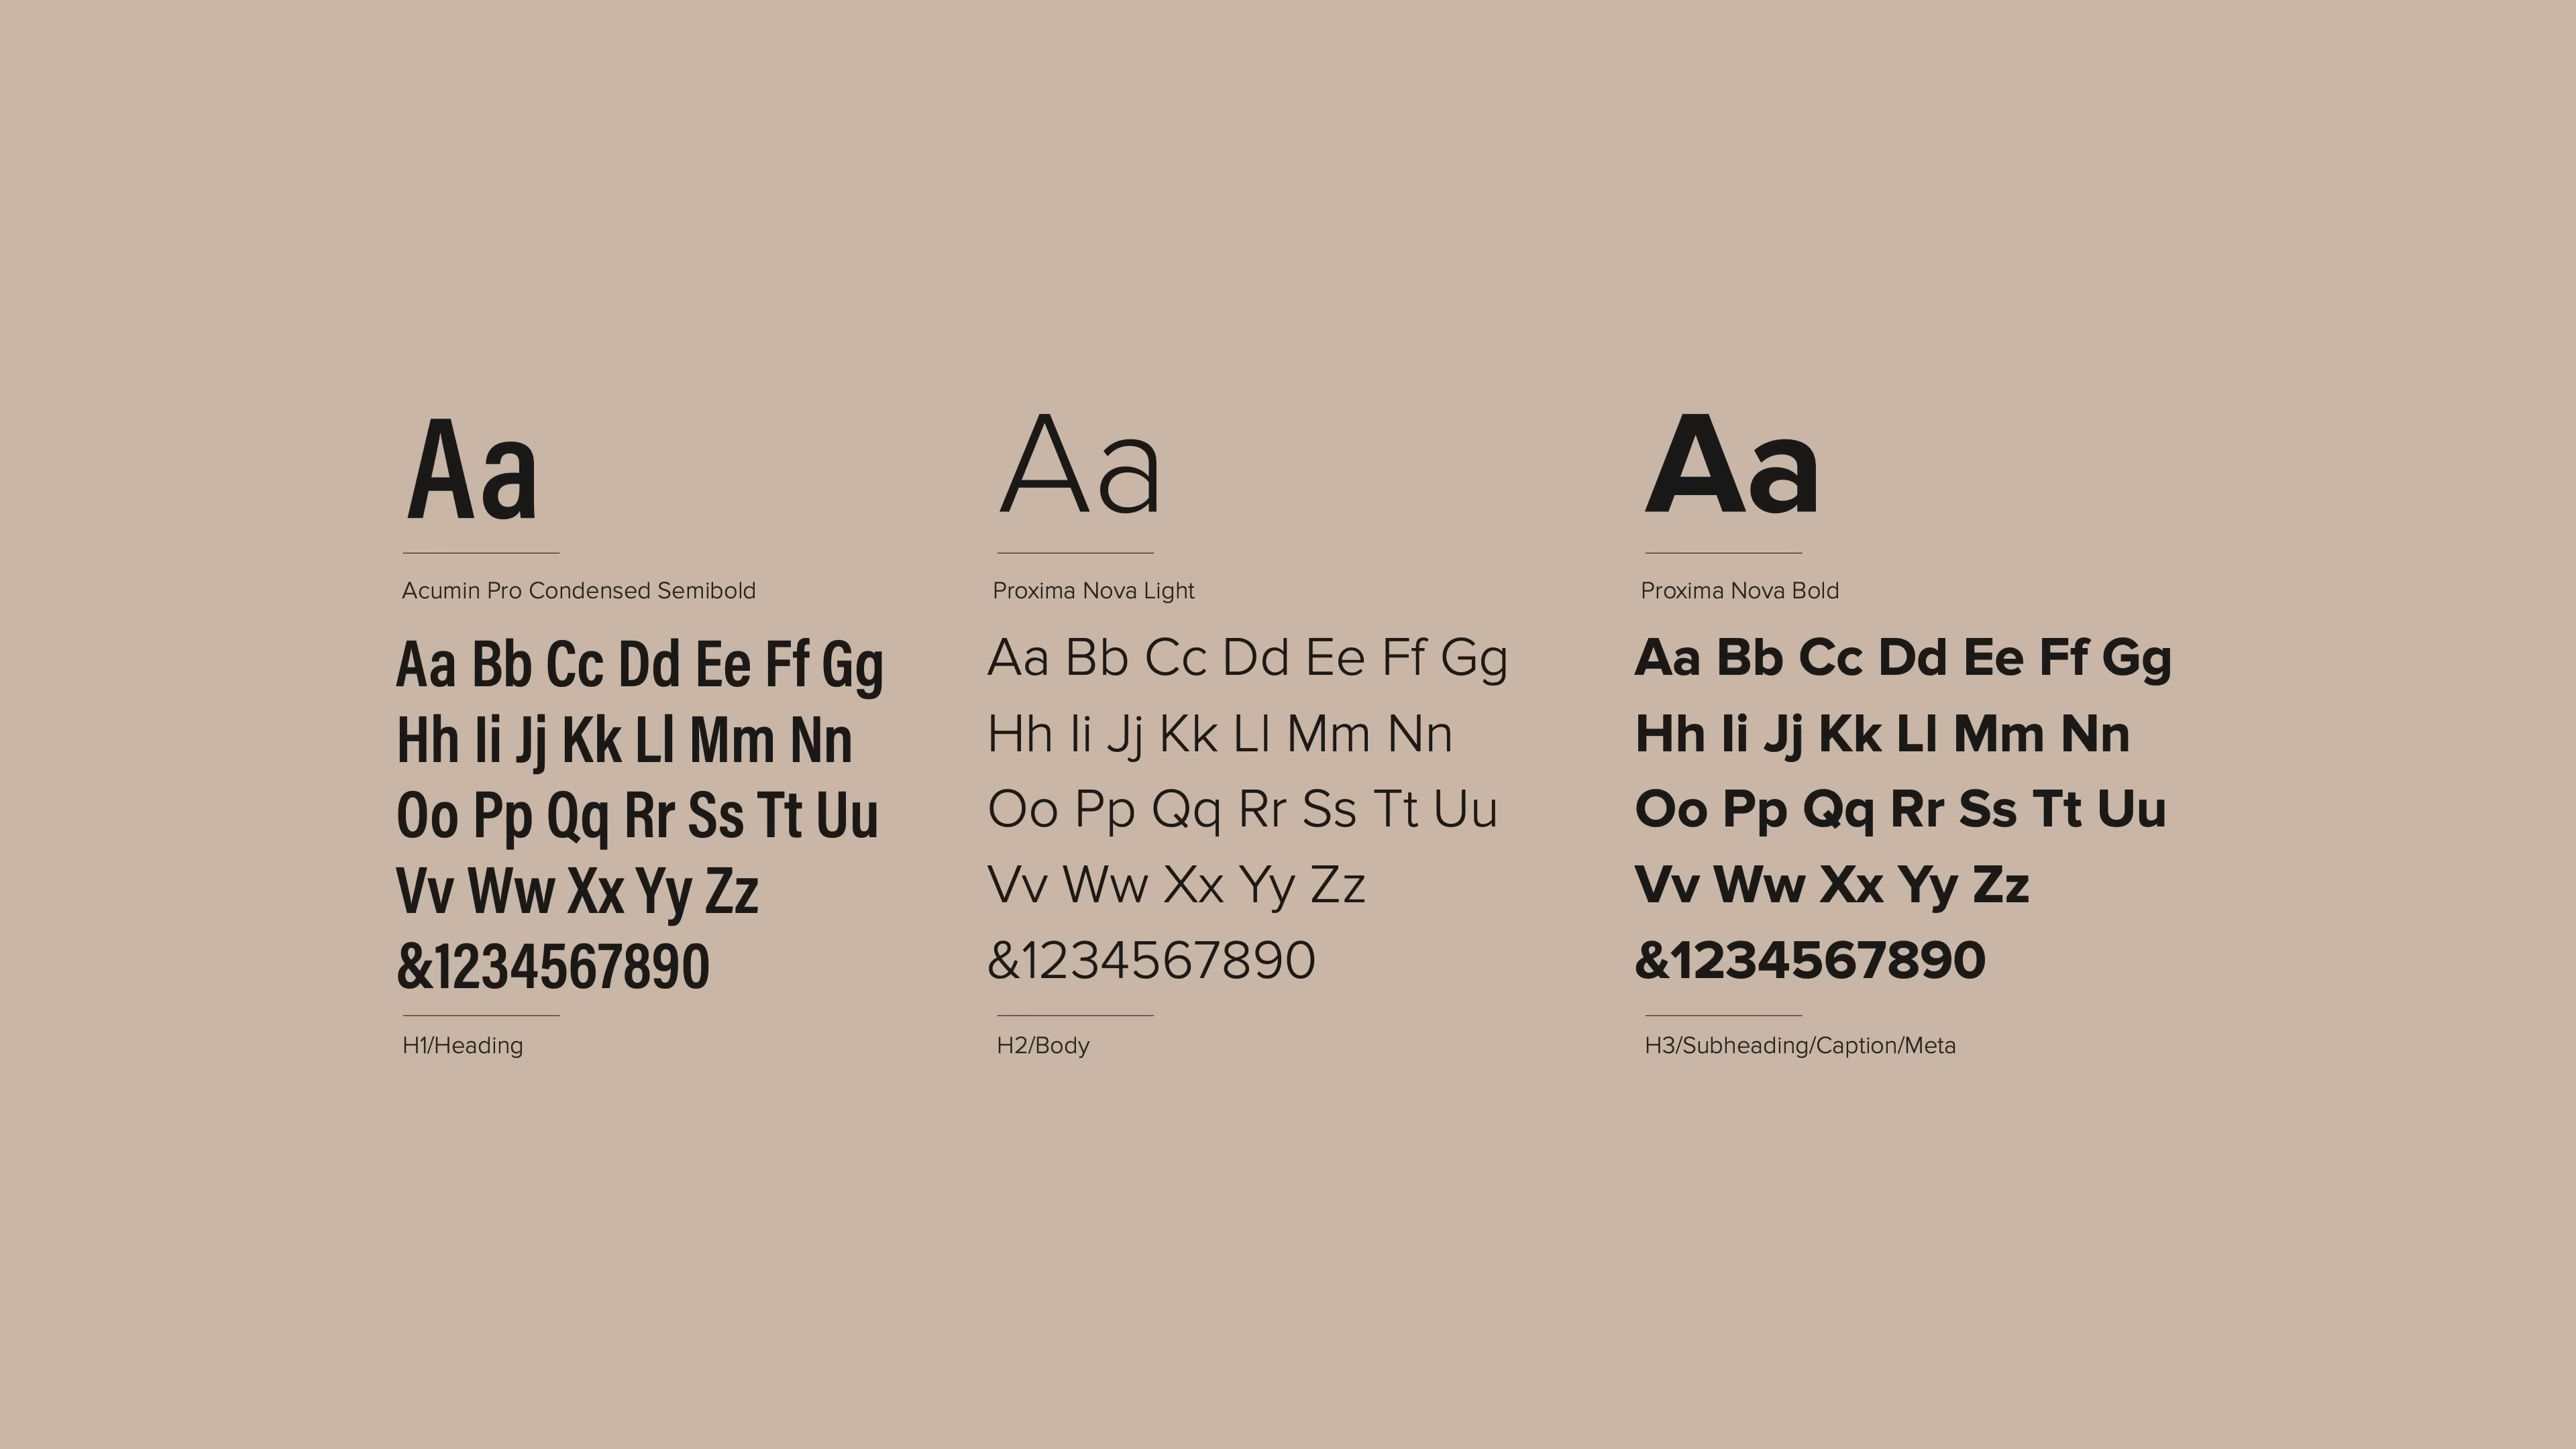 Aa
Acumin Pro Condensed Semibold
Aa Bb Cc Dd Ee Ff Gg
Hh Ii Jj Kk Ll Mm Nn
Oo Pp Qq Rr Ss Tt Uu
Vv Ww Xx Yy Zz
&1234567890
H1/Heading
Aa
Proxima Nova Light
Aa Bb Cc Dd Ee Ff Gg
Hh Ii Jj Kk Ll Mm Nn
Oo Pp Qq Rr Ss Tt Uu
Vv Ww Xx Yy Zz
&1234567890
H2/Body
Aa
Proxima Nova Bold
Aa Bb Cc Dd Ee Ff Gg
Hh Ii Jj Kk Ll Mm Nn
Oo Pp Qq Rr Ss Tt Uu
Vv Ww Xx Yy Zz
&1234567890
H3/Subheading/Caption/Meta